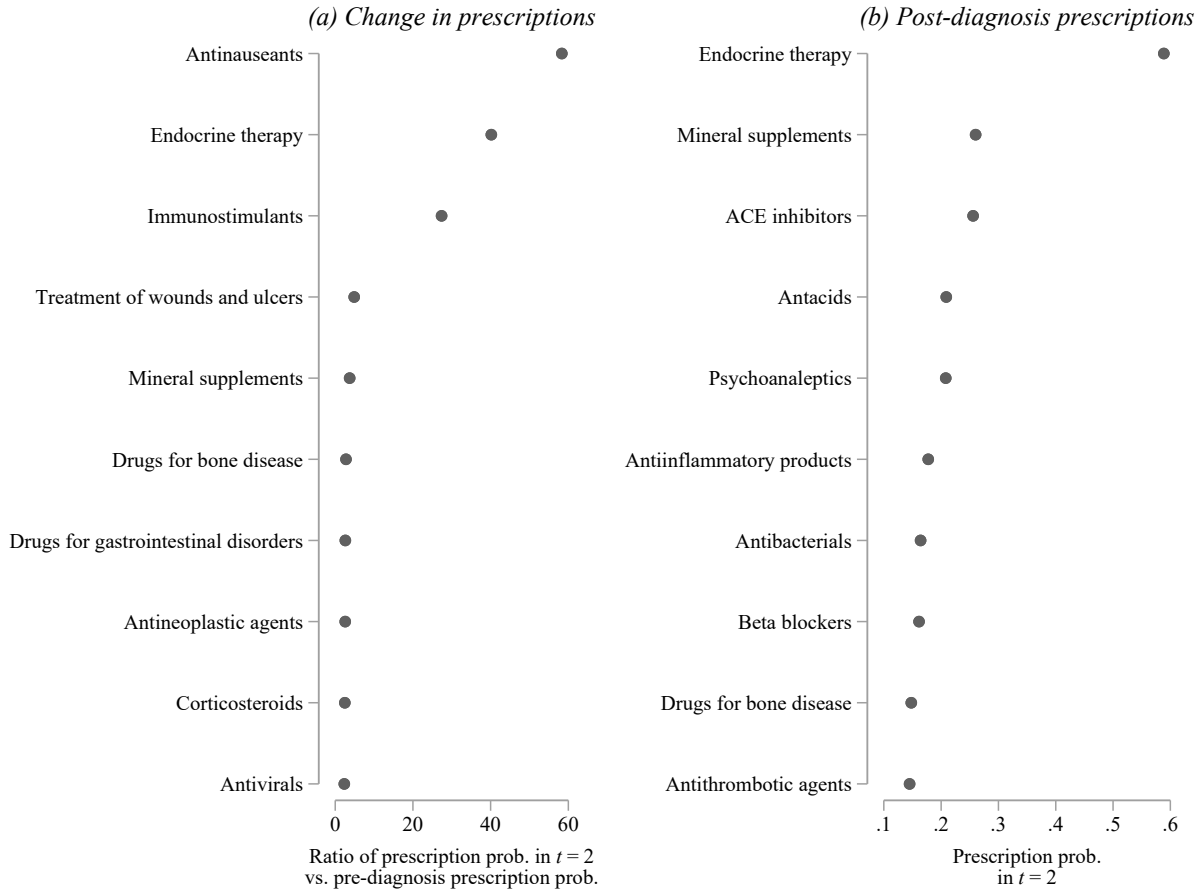 (a) Change in prescriptions
Antinauseants
Endocrine therapy
Immunostimulants
Treatment of wounds and ulcers
Mineral supplements
Drugs for bone disease
Drugs for gastrointestinal disorders
Antineoplastic agents
Corticosteroids
Antivirals
0 20 40 60
Ratio of prescription prob. in t = 2
vs. pre-diagnosis prescription prob.
(b) Post-diagnosis prescriptions
Endocrine therapy
Mineral supplements
ACE inhibitors
Antacids
Psychoanaleptics
Antiinflammatory products
Antibacterials
Beta blockers
Drugs for bone disease
Antithrombotic agents
.1 .2 .3 .4 .5 .6
Prescription prob.
in t = 2